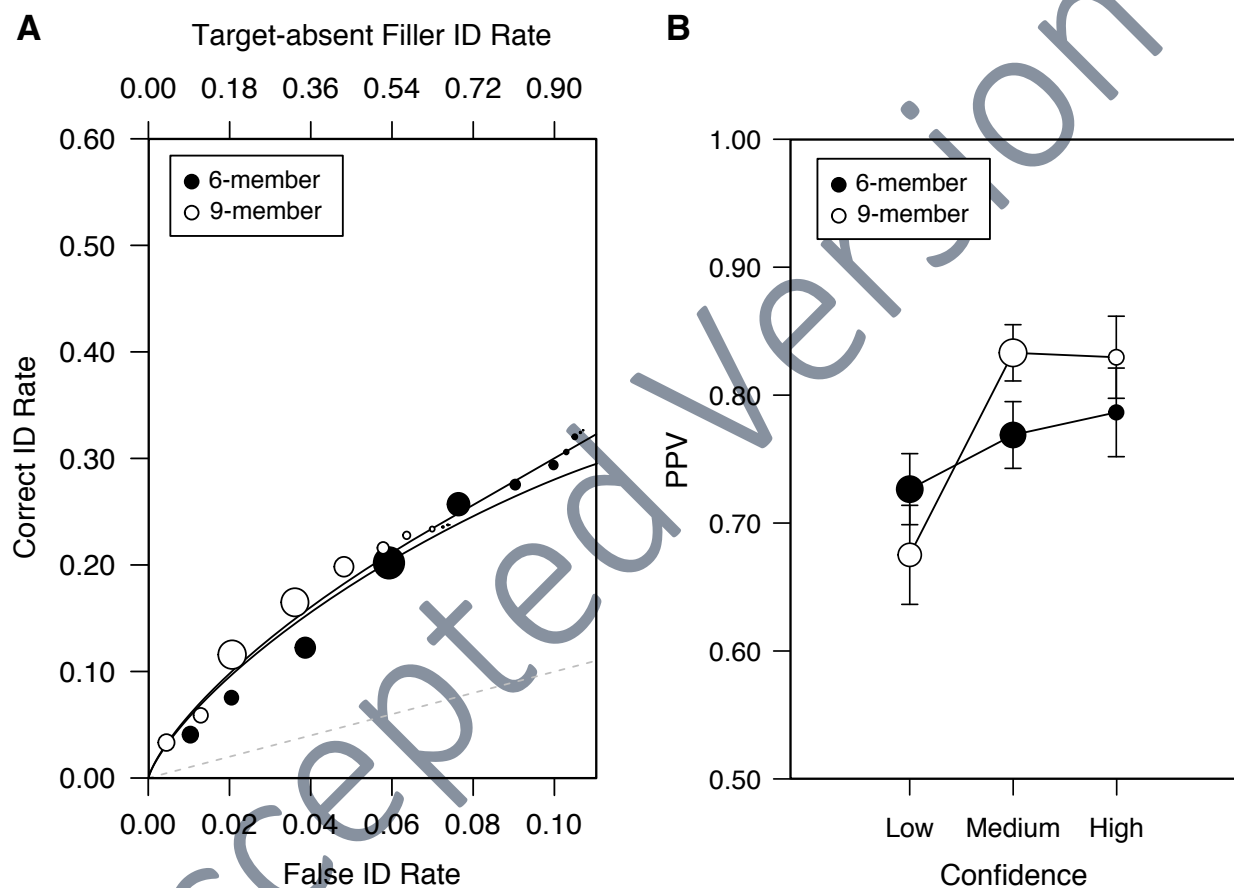 A
Target-absent Filler ID Rate
0.00 0.18 0.36 0.54 0.72 0.90
0.60
0.50
0.40
0.30
0.20
0.10
0.00
Correct ID Rate
6-member
9-member
0.00 0.02 0.04 0.06 0.08 0.10
False ID Rate
B
1.00
0.90
0.80
0.70
0.60
0.50
PPV
6-member
9-member
Low Medium High
Confidence
ccepted Version